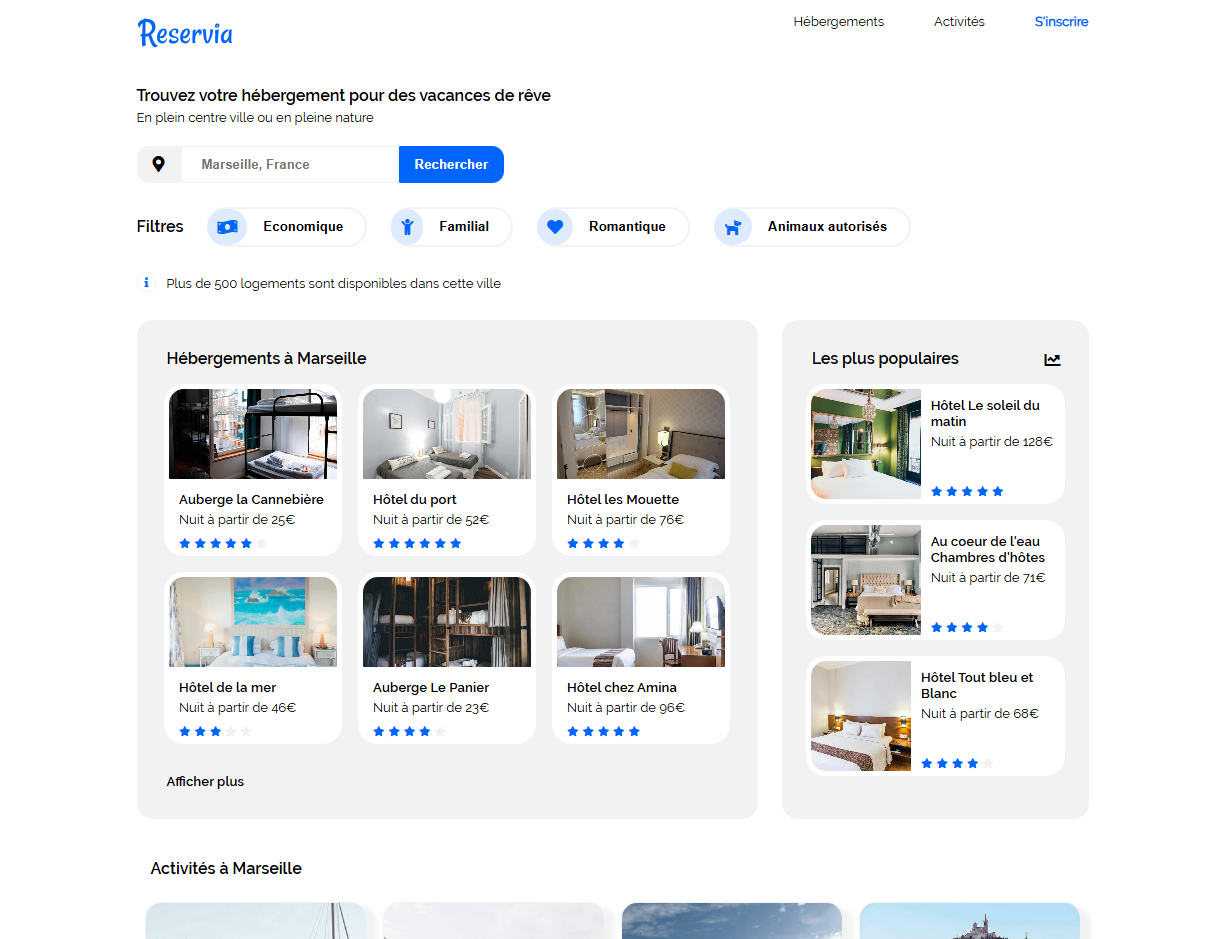 Reservia
Hébergements
Activités
S'inscrire
Trouvez votre hébergement pour des vacances de rêve
En plein centre ville ou en pleine nature
Marseille, France
Rechercher
Filtres
Economique
Familial
Romantique
Animaux autorisés
Plus de 500 logements sont disponibles dans cette ville
Hébergements à Marseille
Auberge la Cannebière
Nuit à partir de 25€
Hôtel du port
Nuit à partir de 52€
Hôtel les Mouette
Nuit à partir de 76€
Hôtel de la mer
Nuit à partir de 46€
Auberge Le Panier
Nuit à partir de 23€
Hôtel chez Amina
Nuit à partir de 96€
Afficher plus
Les plus populaires
Hôtel Le soleil du
matin
Nuit à partir de 128€
Au coeur de l'eau
Chambres d'hôtes
Nuit à partir de 71€
Hôtel Tout bleu et
Blanc
Nuit à partir de 68€
Activités à Marseille